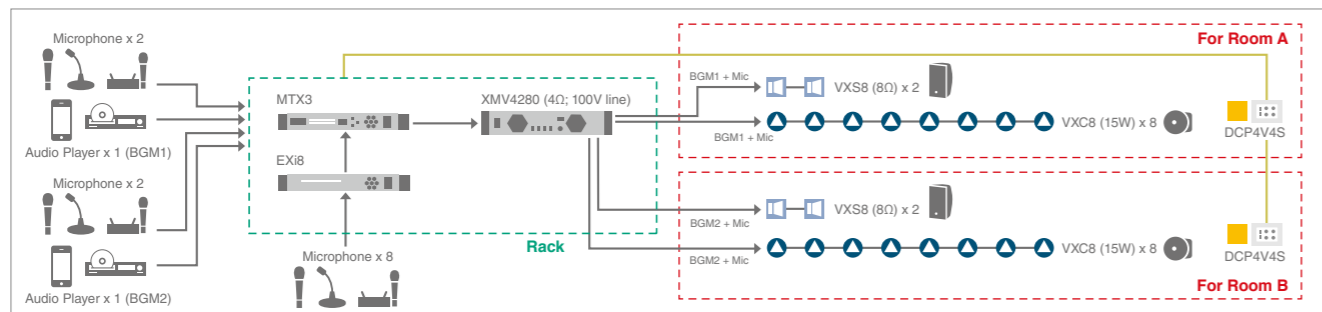 Microphone x 2
Audio Player x 1 (BGM1)
Microphone x 2
Audio Player x 1 (BGM2)
MTX3
XMV4280 (4Ω; 100V line)
EXi8
Rack
Microphone x 8
For Room A
BGM1 + Mic
VXS8 (8Ω) x 2
BGM1 + Mic
VXC8 (15W) x 8
DCP4V4S
BGM2 + Mic
VXS8 (8Ω) x 2
BGM2 + Mic
VXC8 (15W) x 8
DCP4V4S
For Room B